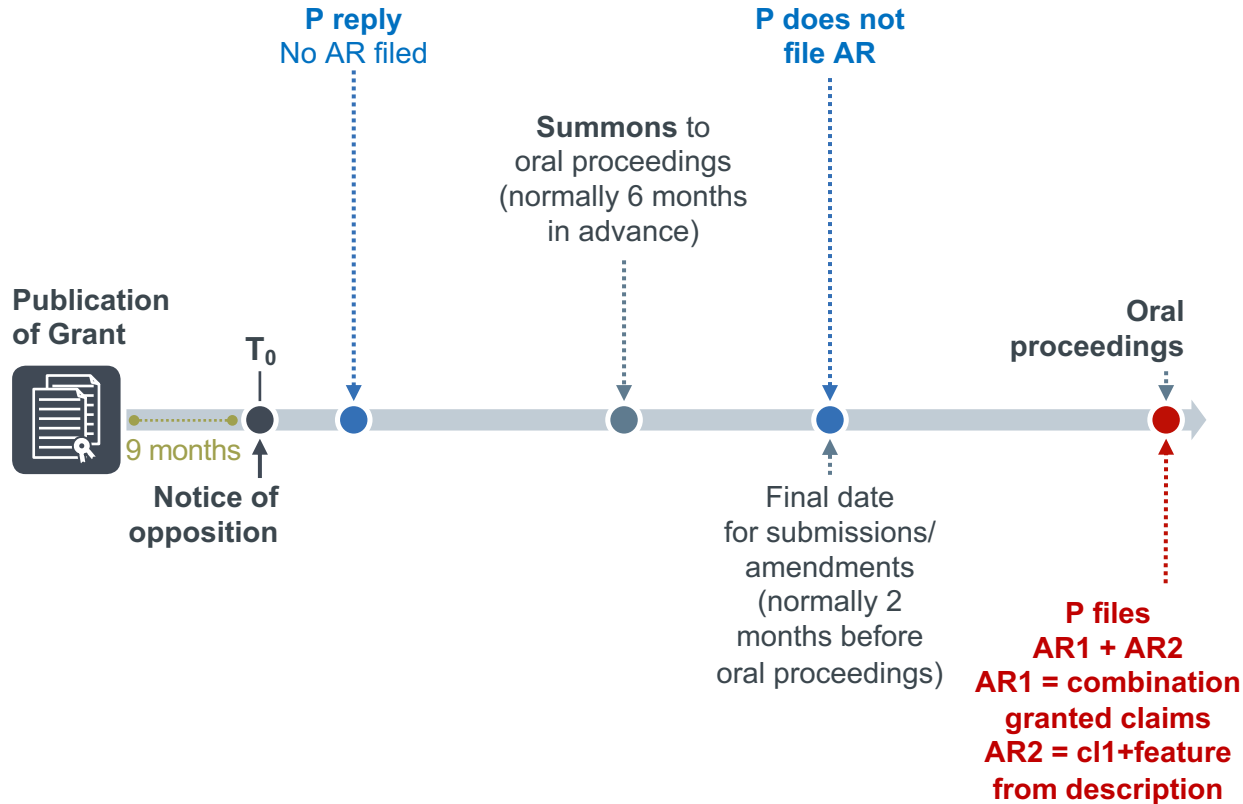 P reply
No AR filed
P does not
file AR
Summons to
oral proceedings
(normally 6 months
in advance)
Publication
of Grant
T₀
Oral
proceedings
9 months
Notice of
opposition
Final date
for submissions/
amendments
(normally 2
months before
oral proceedings)
P files
AR1 + AR2
AR1 = combination
granted claims
AR2 = cl1+feature
from description